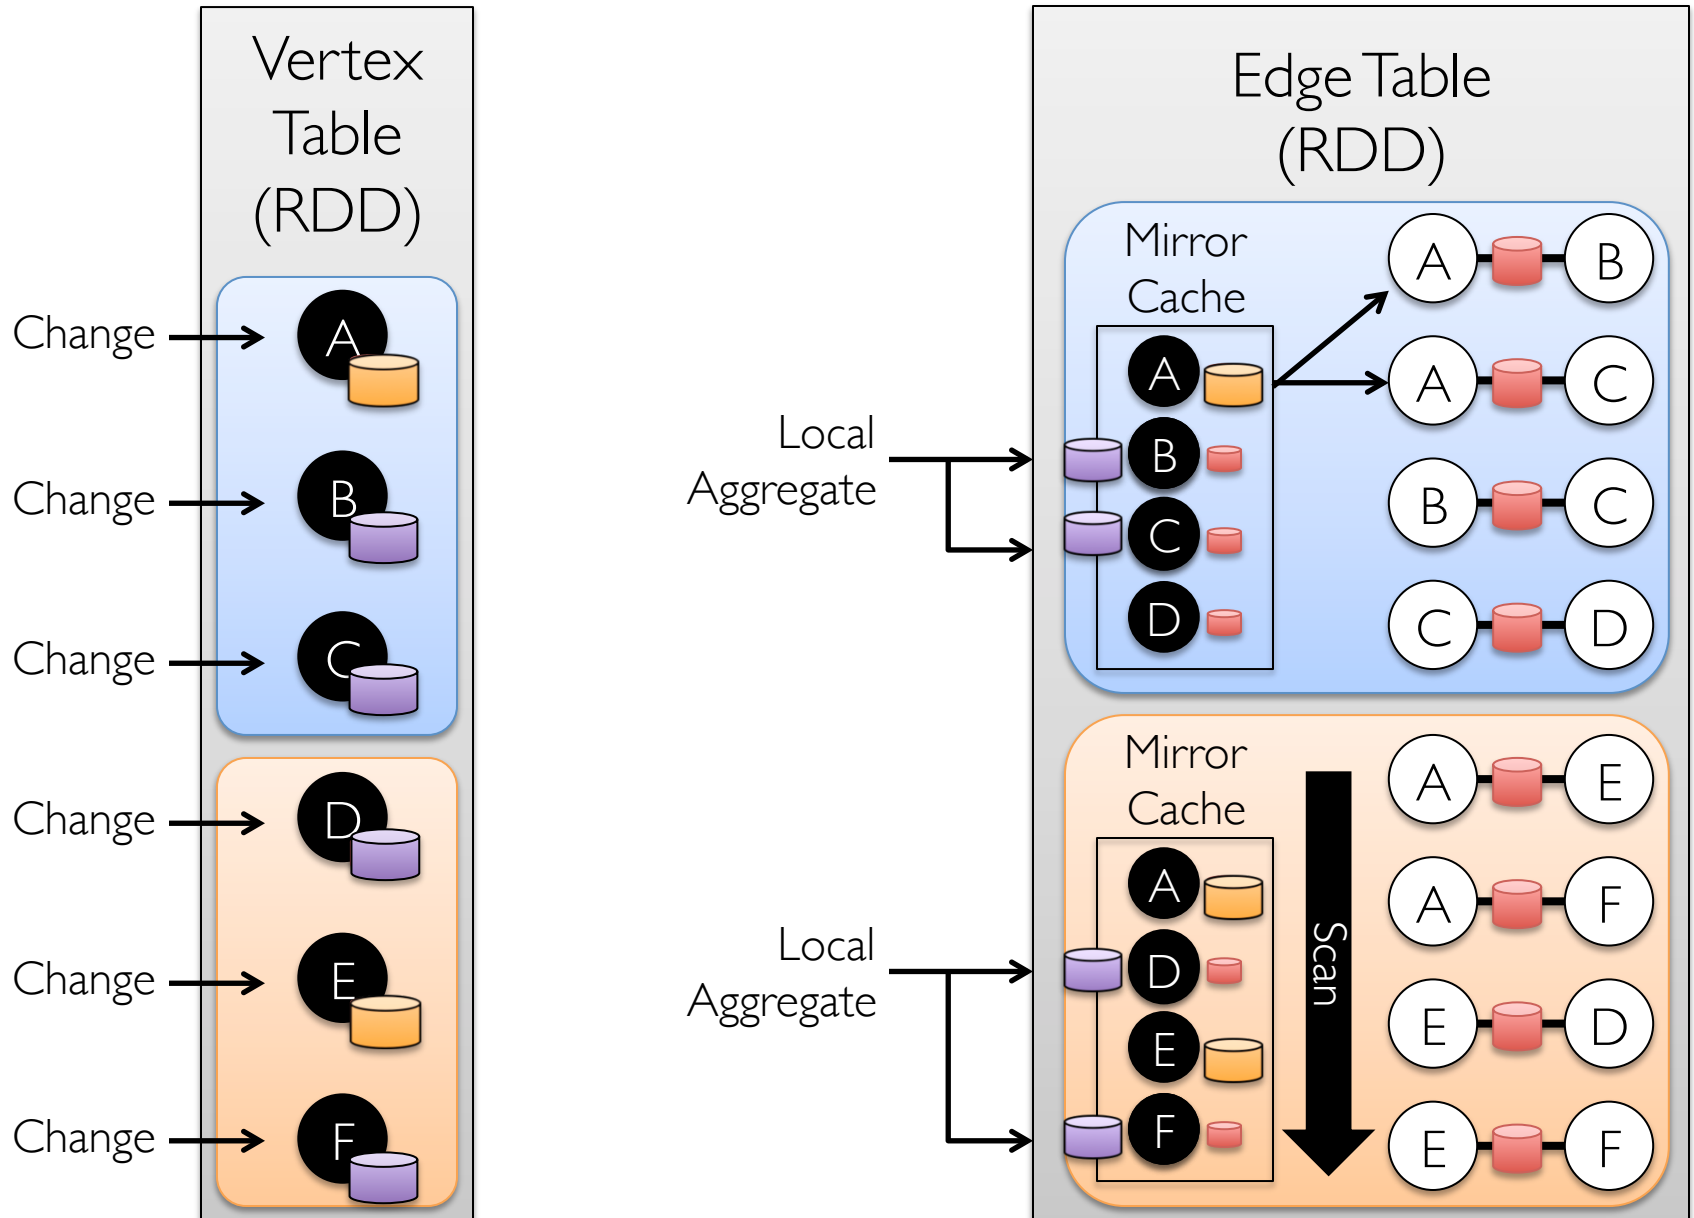 Vertex
Table
(RDD)
Change
A
Change
B
Change
C
Change
D
Change
E
Change
F
Local
Aggregate
Local
Aggregate
Edge Table
(RDD)
Mirror
Cache
A
B
C
D
A B
A C
B C
C D
Mirror
Cache
A
D
E
F
Scan
A E
A F
E D
E F